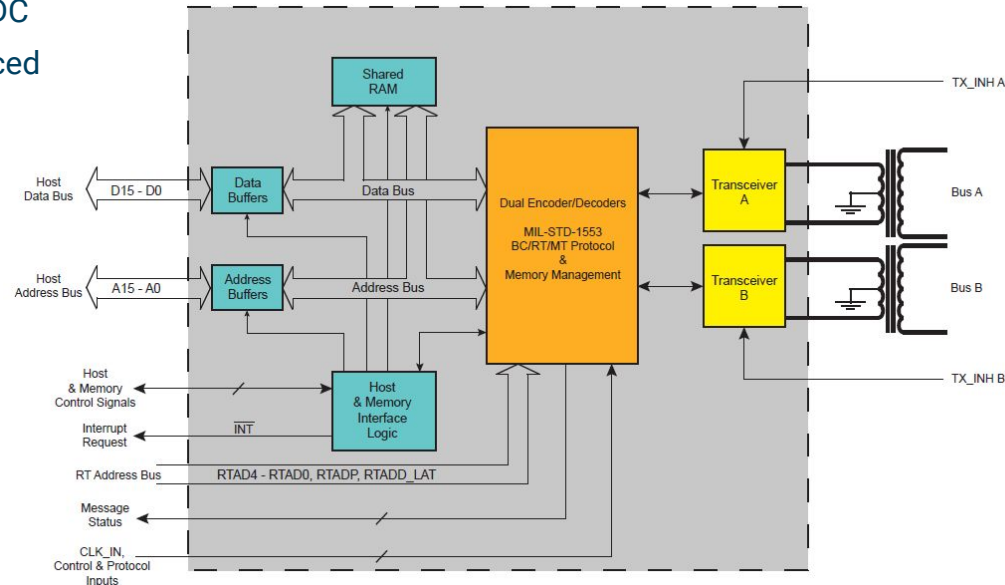 DC
ced
Shared
RAM
TX_INH A
Host
Data Bus
D15 - D0
Data
Buffers
Data Bus
Dual Encoder/Decoders
MIL-STD-1553
BC/RT/MT Protocol
&
Memory Management
Transceiver
A
Bus A
Host
Address Bus
A15 - A0
Address
Buffers
Address Bus
Transceiver
B
Bus B
Host
& Memory
Control Signals
Host
& Memory
Interface
Logic
TX_INH B
Interrupt
Request
INT
RT Address Bus
RTAD4 - RTAD0, RTADP, RTADD_LAT
Message
Status
CLK_IN,
Control & Protocol
Inputs